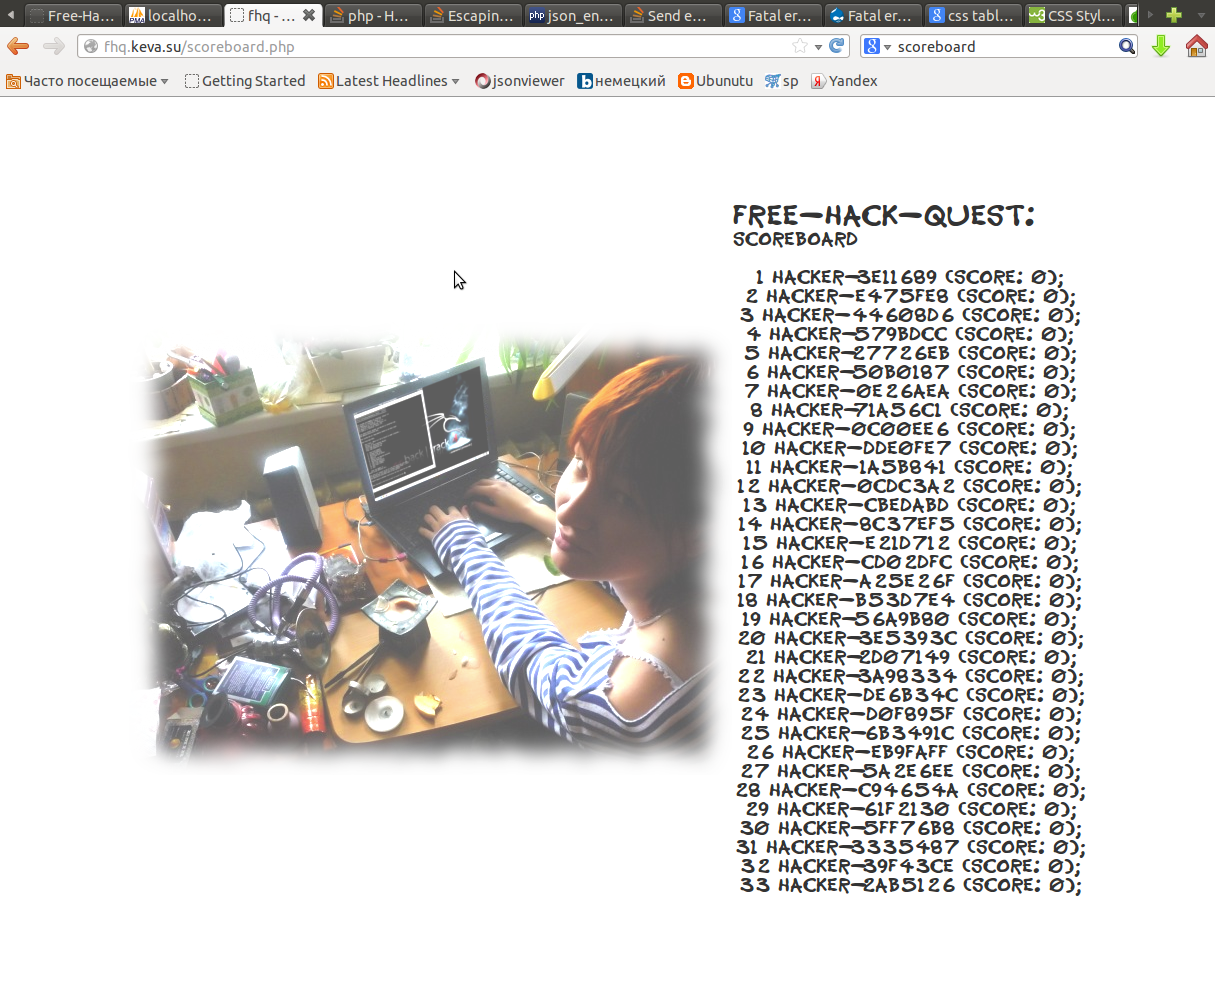 Free-Ha...
localho...
fhq - ...
php - H...
Escapin...
php json_en...
Send e...
Fatal er...
Fatal er...
css tabl...
CSS Styl...
fhq.keva.su/scoreboard.php
scoreboard
Часто посещаемые
Getting Started
Latest Headlines
jsonviewer
немецкий
Ubunutu
sp
Yandex
FREE-HACK-QUEST:
SCOREBOARD
1 HACKER-3E11689 (SCORE: 0);
2 HACKER-E475FE8 (SCORE: 0);
3 HACKER-44608D6 (SCORE: 0);
4 HACKER-579BDCC (SCORE: 0);
5 HACKER-27726EB (SCORE: 0);
6 HACKER-50B0187 (SCORE: 0);
7 HACKER-0E26AEA (SCORE: 0);
8 HACKER-71A56C1 (SCORE: 0);
9 HACKER-0C00EE6 (SCORE: 0);
10 HACKER-DDE0FE7 (SCORE: 0);
11 HACKER-1A5B841 (SCORE: 0);
12 HACKER-0CDC3A2 (SCORE: 0);
13 HACKER-CBEDABD (SCORE: 0);
14 HACKER-8C37EF5 (SCORE: 0);
15 HACKER-E21D712 (SCORE: 0);
16 HACKER-CD02DFC (SCORE: 0);
17 HACKER-A25E26F (SCORE: 0);
18 HACKER-B53D7E4 (SCORE: 0);
19 HACKER-56A9B80 (SCORE: 0);
20 HACKER-3E5393C (SCORE: 0);
21 HACKER-2D07149 (SCORE: 0);
22 HACKER-3A98334 (SCORE: 0);
23 HACKER-DE6B34C (SCORE: 0);
24 HACKER-D0F895F (SCORE: 0);
25 HACKER-6B3491C (SCORE: 0);
26 HACKER-EB9FAFF (SCORE: 0);
27 HACKER-5A2E6EE (SCORE: 0);
28 HACKER-C94654A (SCORE: 0);
29 HACKER-61F2130 (SCORE: 0);
30 HACKER-5FF76B8 (SCORE: 0);
31 HACKER-3335487 (SCORE: 0);
32 HACKER-39F43CE (SCORE: 0);
33 HACKER-2AB5126 (SCORE: 0);